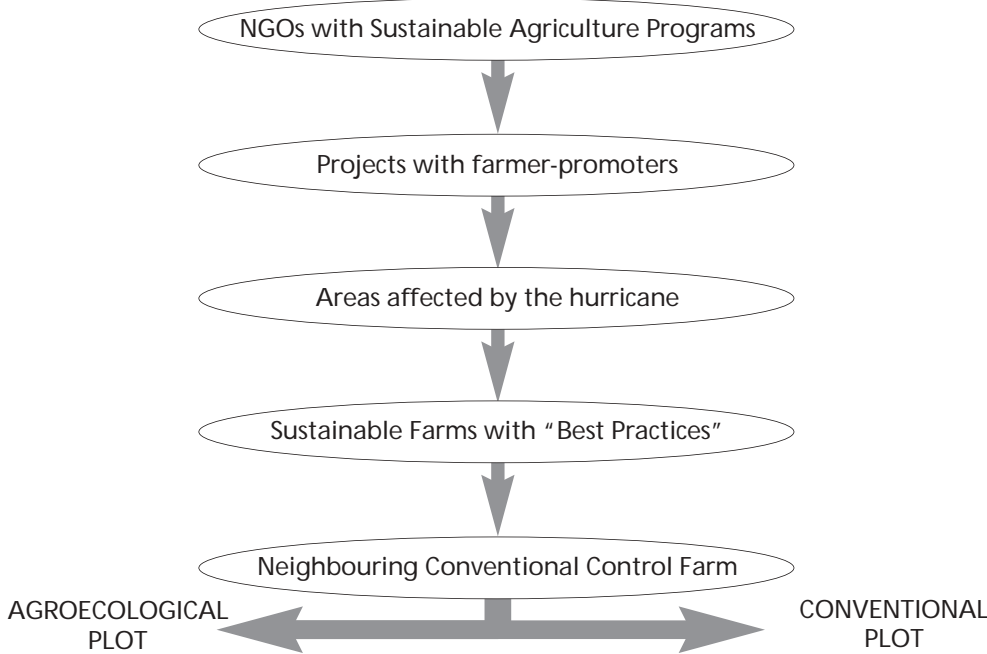 NGOs with Sustainable Agriculture Programs
Projects with farmer-promoters
Areas affected by the hurricane
Sustainable Farms with “Best Practices”
Neighbouring Conventional Control Farm
AGROECOLOGICAL
PLOT
CONVENTIONAL
PLOT